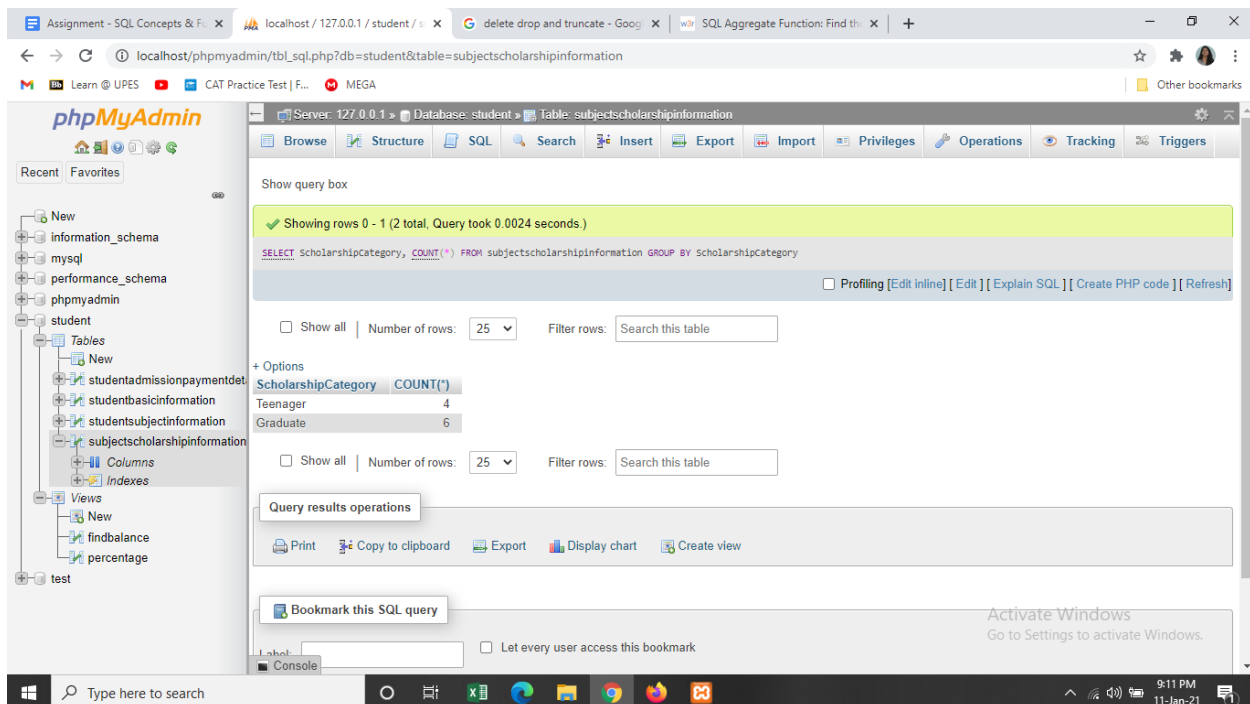 Assignment - SQL Concepts & Fu
localhost / 127.0.0.1 / student / s
delete drop and truncate - Goog
w3r SQL Aggregate Function: Find th
localhost/phpmyadmin/tbl_sql.php?db=student&table=subjectscholarshipinformation
Bb Learn @ UPES
CAT Practice Test | F...
MEGA
Other bookmarks
phpMyAdmin
Recent Favorites
New
information_schema
mysql
performance_schema
phpmyadmin
student
Tables
New
studentadmissionpaymentdet
studentbasicinformation
studentsubjectinformation
subjectscholarshipinformation
Columns
Indexes
Views
New
findbalance
percentage
test
Server: 127.0.0.1 » Database: student » Table: subjectscholarshipinformation
Browse Structure SQL Search Insert Export Import Privileges Operations Tracking Triggers
Show query box
Showing rows 0 - 1 (2 total, Query took 0.0024 seconds.)
SELECT ScholarshipCategory, COUNT(*) FROM subjectscholarshipinformation GROUP BY ScholarshipCategory
Profiling [Edit inline] [ Edit ] [ Explain SQL ] [ Create PHP code ] [ Refresh]
Show all | Number of rows: 25 Filter rows: Search this table
+ Options
ScholarshipCategory COUNT(*)
Teenager 4
Graduate 6
Show all | Number of rows: 25 Filter rows: Search this table
Query results operations
Print Copy to clipboard Export Display chart Create view
Bookmark this SQL query
Label: Let every user access this bookmark
Console
Activate Windows
Go to Settings to activate Windows.
Type here to search
9:11 PM
11-Jan-21